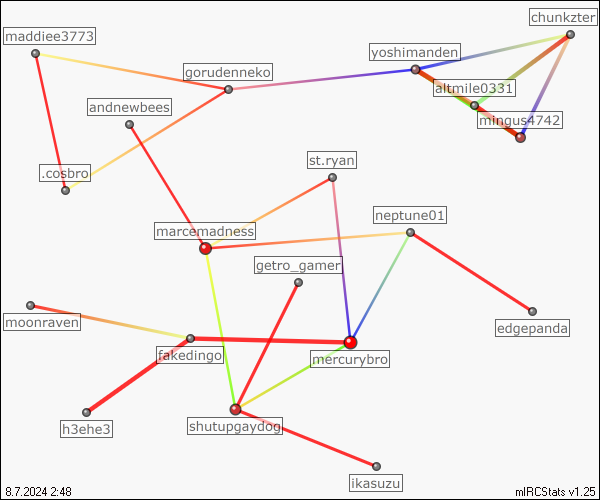 chunkzter
maddiee3773
yoshimanden
gorudenneko
altmile0331
andnewbees
mingus4742
st.ryan
.cosbro
neptune01
marcemadness
getro_gamer
moonraven
edgepanda
fakedingo
mercurybro
h3ehe3
shutupgaydog
ikasuzu
8.7.2024 2:48
mIRCStats v1.25